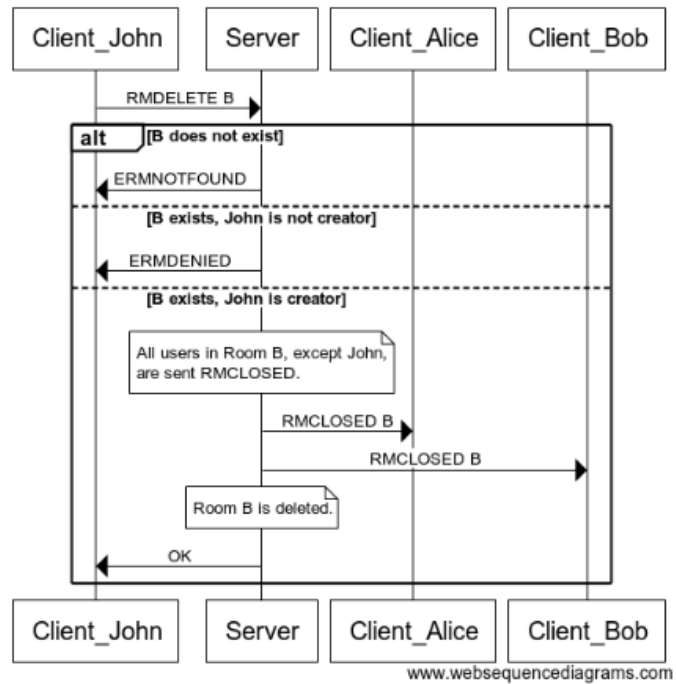 Client_John Server Client_Alice Client_Bob
RMDELETE B
alt [B does not exist]
ERMNOTFOUND
[B exists, John is not creator]
ERMDENIED
[B exists, John is creator]
All users in Room B, except John,
are sent RMCLOSED.
RMCLOSED B
RMCLOSED B
Room B is deleted.
OK
Client_John Server Client_Alice Client_Bob
www.websequencediagrams.com